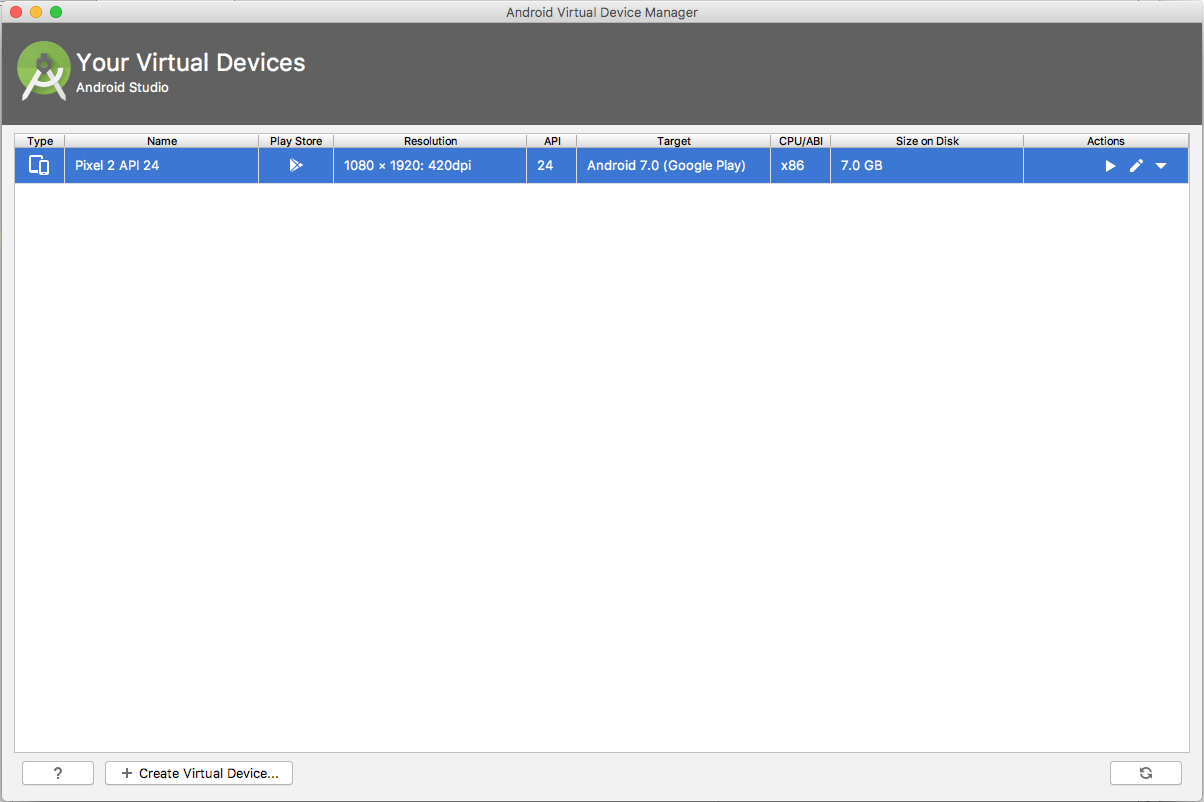 Android Virtual Device Manager
Your Virtual Devices
Android Studio
Type Name Play Store Resolution API Target CPU/ABI Size on Disk Actions
Pixel 2 API 24 1080 × 1920: 420dpi 24 Android 7.0 (Google Play) x86 7.0 GB
? + Create Virtual Device...